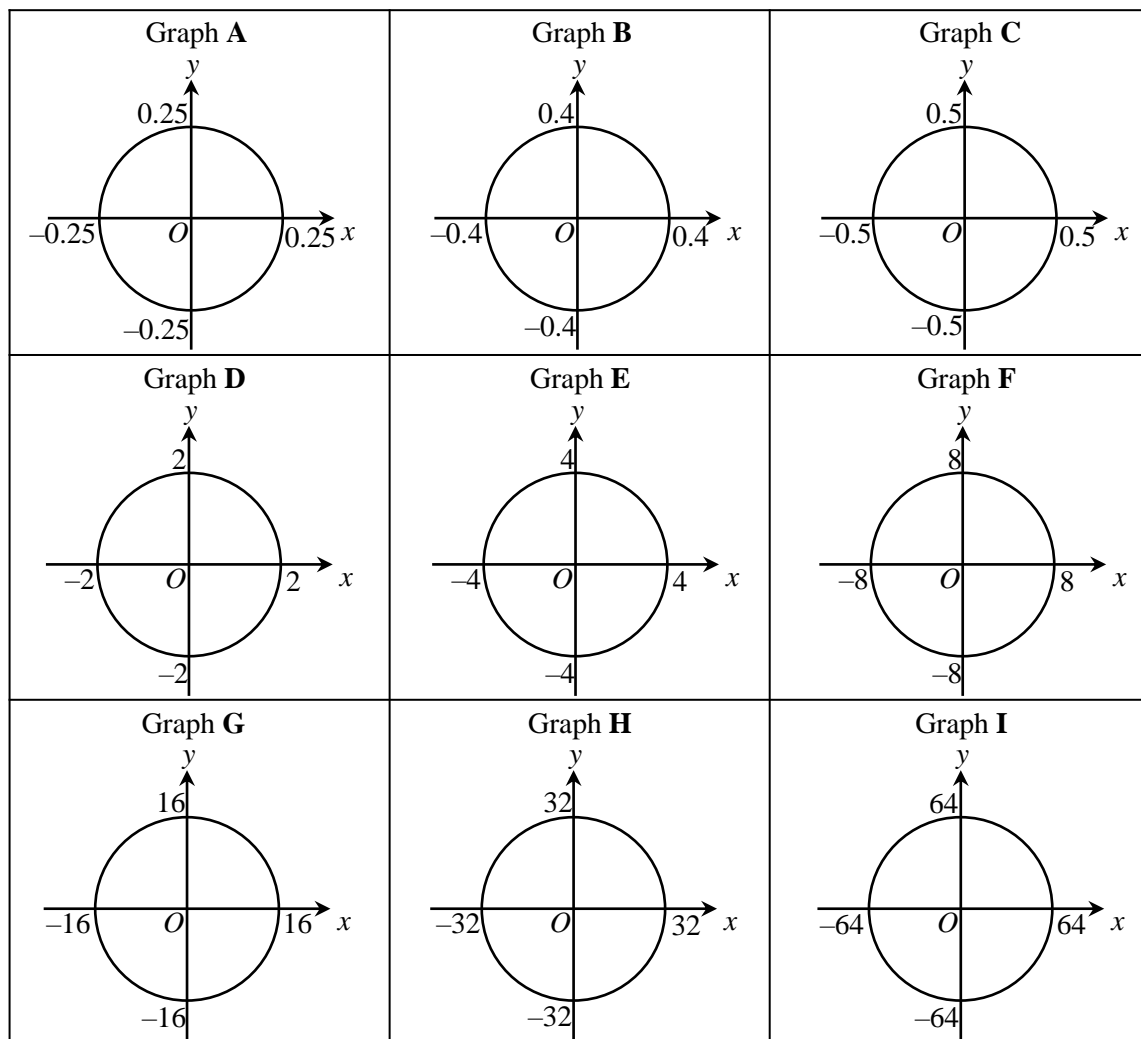 Graph A
y
0.25
–0.25
O
0.25
x
–0.25
Graph B
y
0.4
–0.4
O
0.4
x
–0.4
Graph C
y
0.5
–0.5
O
0.5
x
–0.5
Graph D
y
2
–2
O
2
x
–2
Graph E
y
4
–4
O
4
x
–4
Graph F
y
8
–8
O
8
x
–8
Graph G
y
16
–16
O
16
x
–16
Graph H
y
32
–32
O
32
x
–32
Graph I
y
64
–64
O
64
x
–64